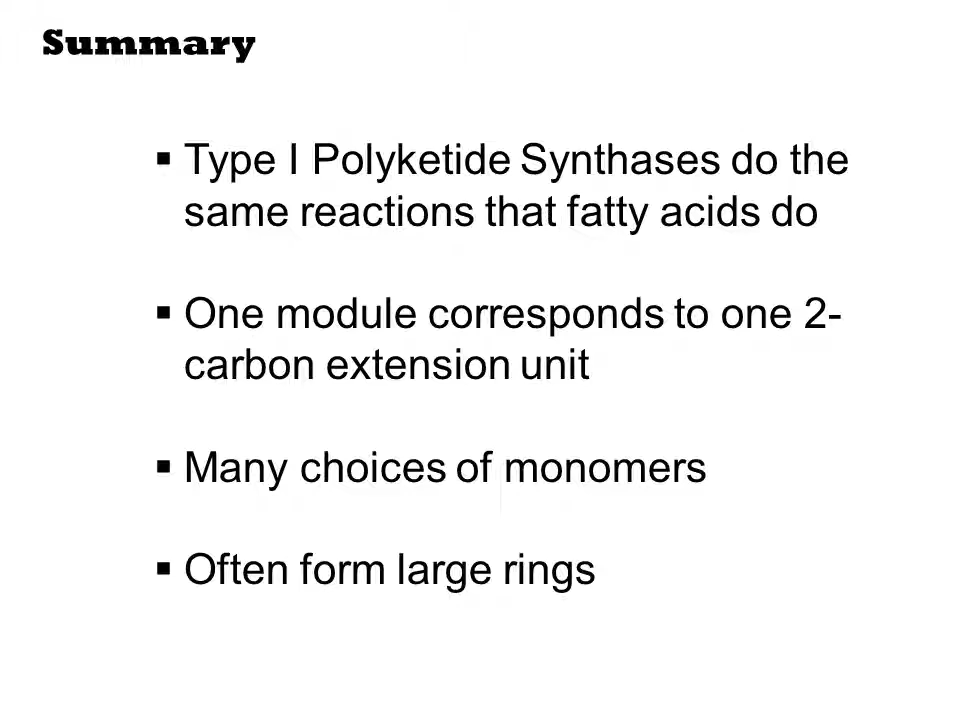 Summary
▪ Type I Polyketide Synthases do the
same reactions that fatty acids do
▪ One module corresponds to one 2-
carbon extension unit
▪ Many choices of monomers
▪ Often form large rings